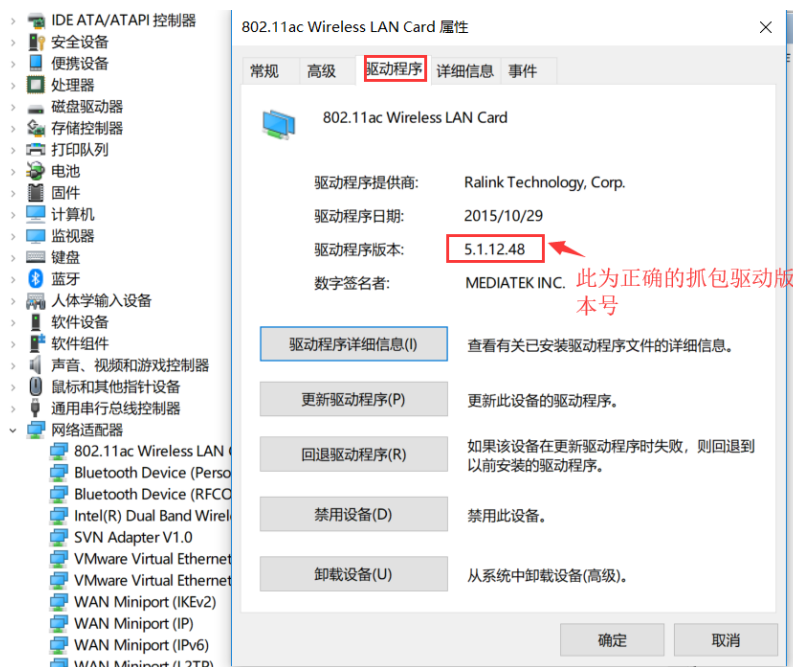 IDE ATA/ATAPI 控制器
安全设备
便携设备
处理器
磁盘驱动器
存储控制器
打印队列
电池
固件
计算机
监视器
键盘
蓝牙
人体学输入设备
软件设备
软件组件
声音、视频和游戏控制器
鼠标和其他指针设备
通用串行总线控制器
网络适配器
802.11ac Wireless LAN
Bluetooth Device (Perso
Bluetooth Device (RFCO
Intel(R) Dual Band Wirel
SVN Adapter V1.0
VMware Virtual Ethernet
VMware Virtual Ethernet
WAN Miniport (IKEv2)
WAN Miniport (IP)
WAN Miniport (IPv6)
WAN Miniport (L2TP)
802.11ac Wireless LAN Card 属性
常规 高级 驱动程序 详细信息 事件
802.11ac Wireless LAN Card
驱动程序提供商: Ralink Technology, Corp.
驱动程序日期: 2015/10/29
驱动程序版本: 5.1.12.48
数字签名者: MEDIATEK INC.
此为正确的抓包驱动版
本号
驱动程序详细信息(I) 查看有关已安装驱动程序文件的详细信息。
更新驱动程序(P) 更新此设备的驱动程序。
回退驱动程序(R) 如果该设备在更新驱动程序时失败，则回退到
以前安装的驱动程序。
禁用设备(D) 禁用此设备。
卸载设备(U) 从系统中卸载设备(高级)。
确定 取消